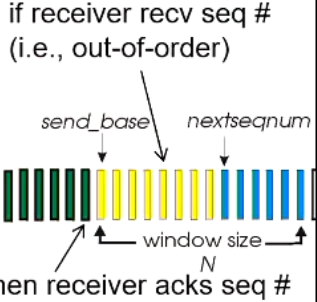 if receiver recv seq #
(i.e., out-of-order)
send_base
nextseqnum
window size
N
hen receiver acks seq #